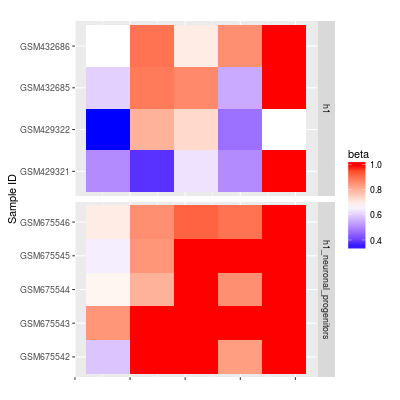 GSM432686
GSM432685
GSM429322
GSM429321
h1
GSM675546
GSM675545
GSM675544
GSM675543
GSM675542
h1_neuronal_progenitors
Sample ID
beta
1.0
0.8
0.6
0.4